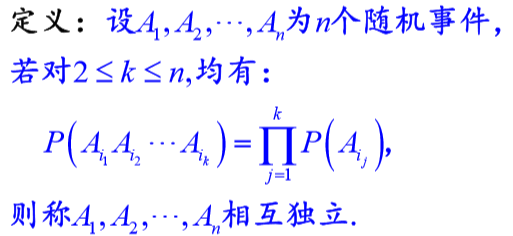 定义：设A₁,A₂,⋯,Aₙ为n个随机事件，
若对2≤k≤n,均有：
P(A_{i₁}A_{i₂}⋯A_{iₖ})=∏_{j=1}^{k}P(A_{iⱼ}),
则称A₁,A₂,⋯,Aₙ相互独立.